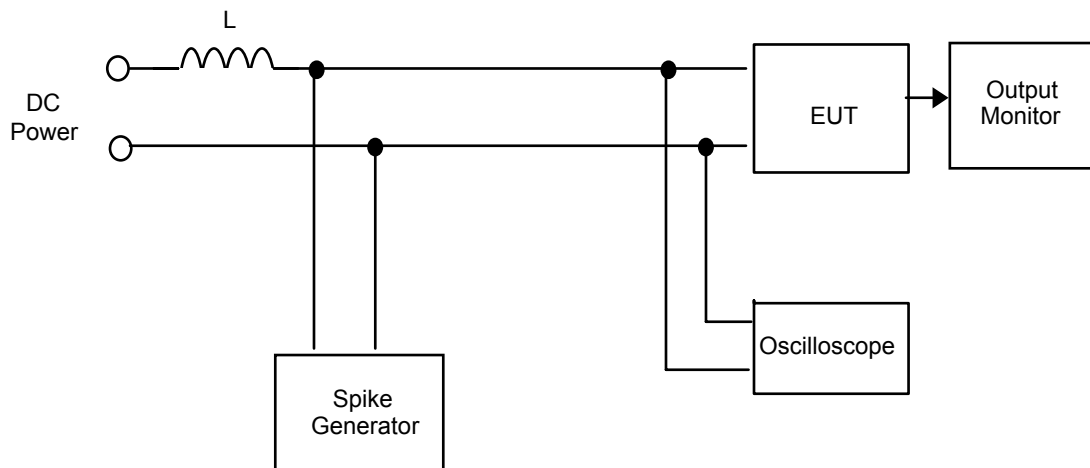 L
DC
Power
EUT
Output
Monitor
Oscilloscope
Spike
Generator